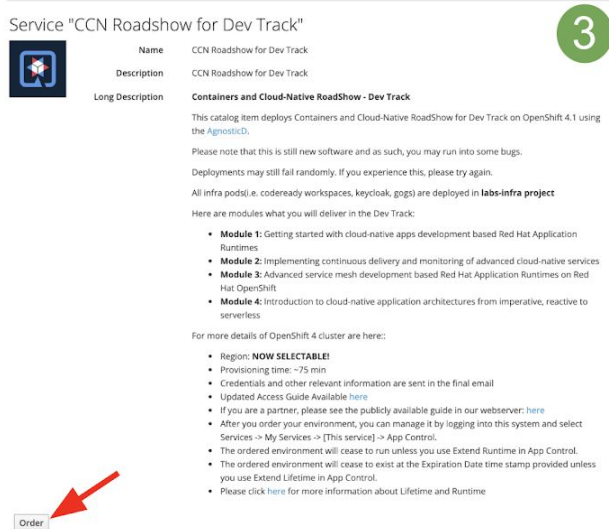 Service "CCN Roadshow for Dev Track"
3
Name CCN Roadshow for Dev Track
Description CCN Roadshow for Dev Track
Long Description Containers and Cloud-Native RoadShow - Dev Track
This catalog item deploys Containers and Cloud-Native RoadShow for Dev Track on OpenShift 4.1 using
the AgnosticD.
Please note that this is still new software and as such, you may run into some bugs.
Deployments may still fail randomly. If you experience this, please try again.
All infra pods(i.e. codeready workspaces, keycloak, gogs) are deployed in labs-infra project
Here are modules what you will deliver in the Dev Track:
• Module 1: Getting started with cloud-native apps development based Red Hat Application
Runtimes
• Module 2: Implementing continuous delivery and monitoring of advanced cloud-native services
• Module 3: Advanced service mesh development based Red Hat Application Runtimes on Red
Hat OpenShift
• Module 4: Introduction to cloud-native application architectures from imperative, reactive to
serverless
For more details of OpenShift 4 cluster are here::
• Region: NOW SELECTABLE!
• Provisioning time: ~75 min
• Credentials and other relevant information are sent in the final email
• Updated Access Guide Available here
• If you are a partner, please see the publicly available guide in our webserver: here
• After you order your environment, you can manage it by logging into this system and select
Services -> My Services -> [This service] -> App Control.
• The ordered environment will cease to run unless you use Extend Runtime in App Control.
• The ordered environment will cease to exist at the Expiration Date time stamp provided unless
you use Extend Lifetime in App Control.
• Please click here for more information about Lifetime and Runtime
Order